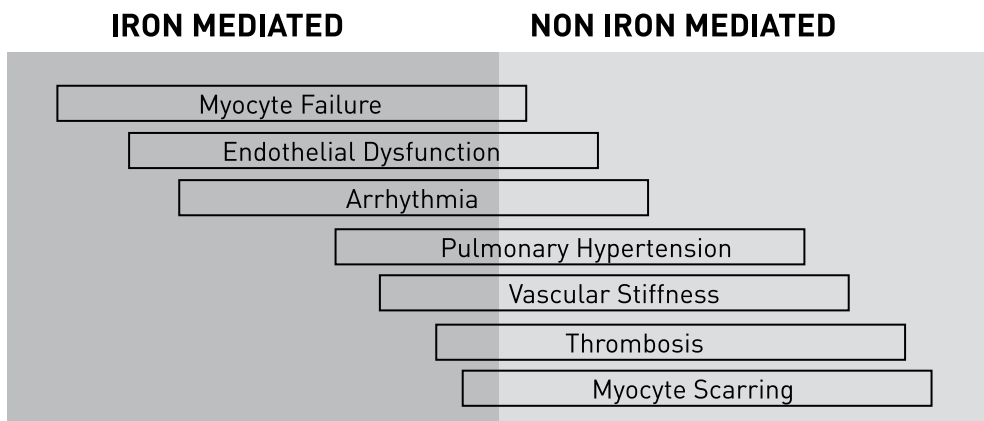 IRON MEDIATED NON IRON MEDIATED
Myocyte Failure
Endothelial Dysfunction
Arrhythmia
Pulmonary Hypertension
Vascular Stiffness
Thrombosis
Myocyte Scarring